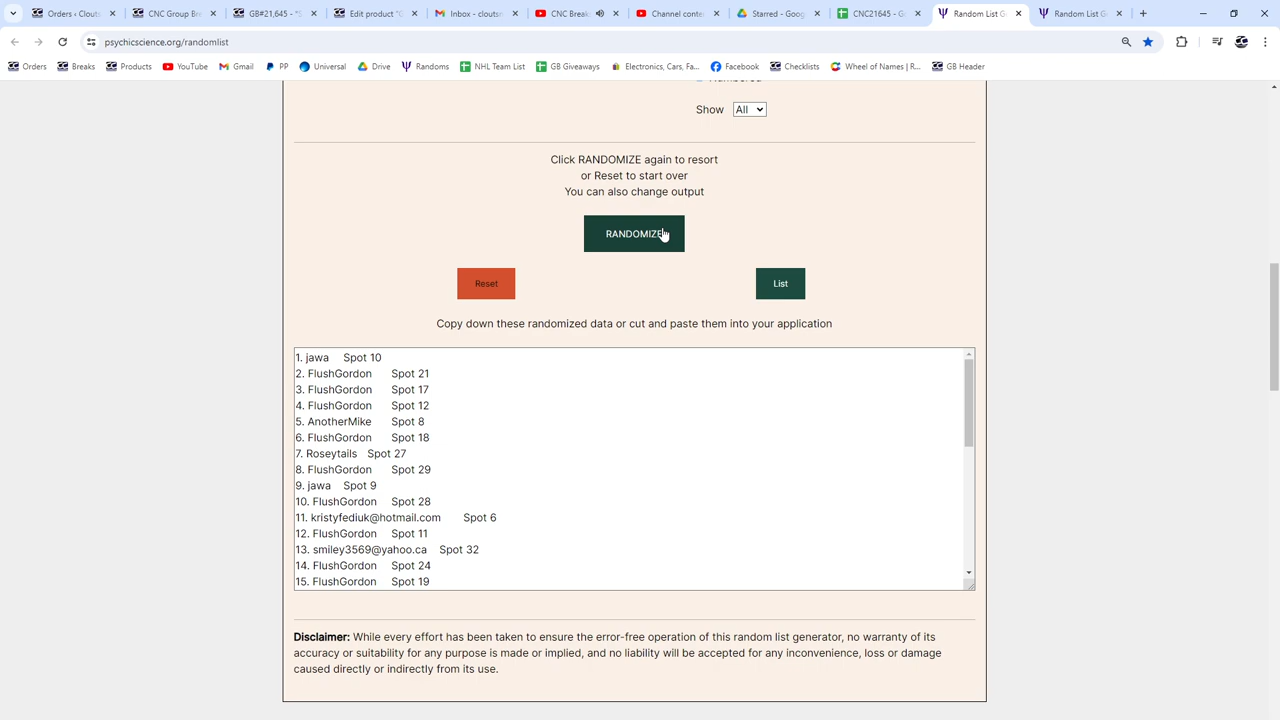 Orders · Clout
CNC Group Bre
GB#21,645 · S
Edit product "O
Inbox - cloutsn
CNC Break
Channel conte
Starred - Goog
CNC21645 - G
Random List G
Random List G
psychicscience.org/randomlist
Orders
Breaks
Products
YouTube
Gmail
PP
Universal
Drive
Randoms
NHL Team List
GB Giveaways
Electronics, Cars, Fa...
Facebook
Checklists
Wheel of Names | R...
GB Header
Numbered
Show All
Click RANDOMIZE again to resort
or Reset to start over
You can also change output
RANDOMIZE
Reset
List
Copy down these randomized data or cut and paste them into your application
1. jawa Spot 10
2. FlushGordon Spot 21
3. FlushGordon Spot 17
4. FlushGordon Spot 12
5. AnotherMike Spot 8
6. FlushGordon Spot 18
7. Roseytails Spot 27
8. FlushGordon Spot 29
9. jawa Spot 9
10. FlushGordon Spot 28
11. kristyfediuk@hotmail.com Spot 6
12. FlushGordon Spot 11
13. smiley3569@yahoo.ca Spot 32
14. FlushGordon Spot 24
15. FlushGordon Spot 19
Disclaimer: While every effort has been taken to ensure the error-free operation of this random list generator, no warranty of its
accuracy or suitability for any purpose is made or implied, and no liability will be accepted for any inconvenience, loss or damage
caused directly or indirectly from its use.